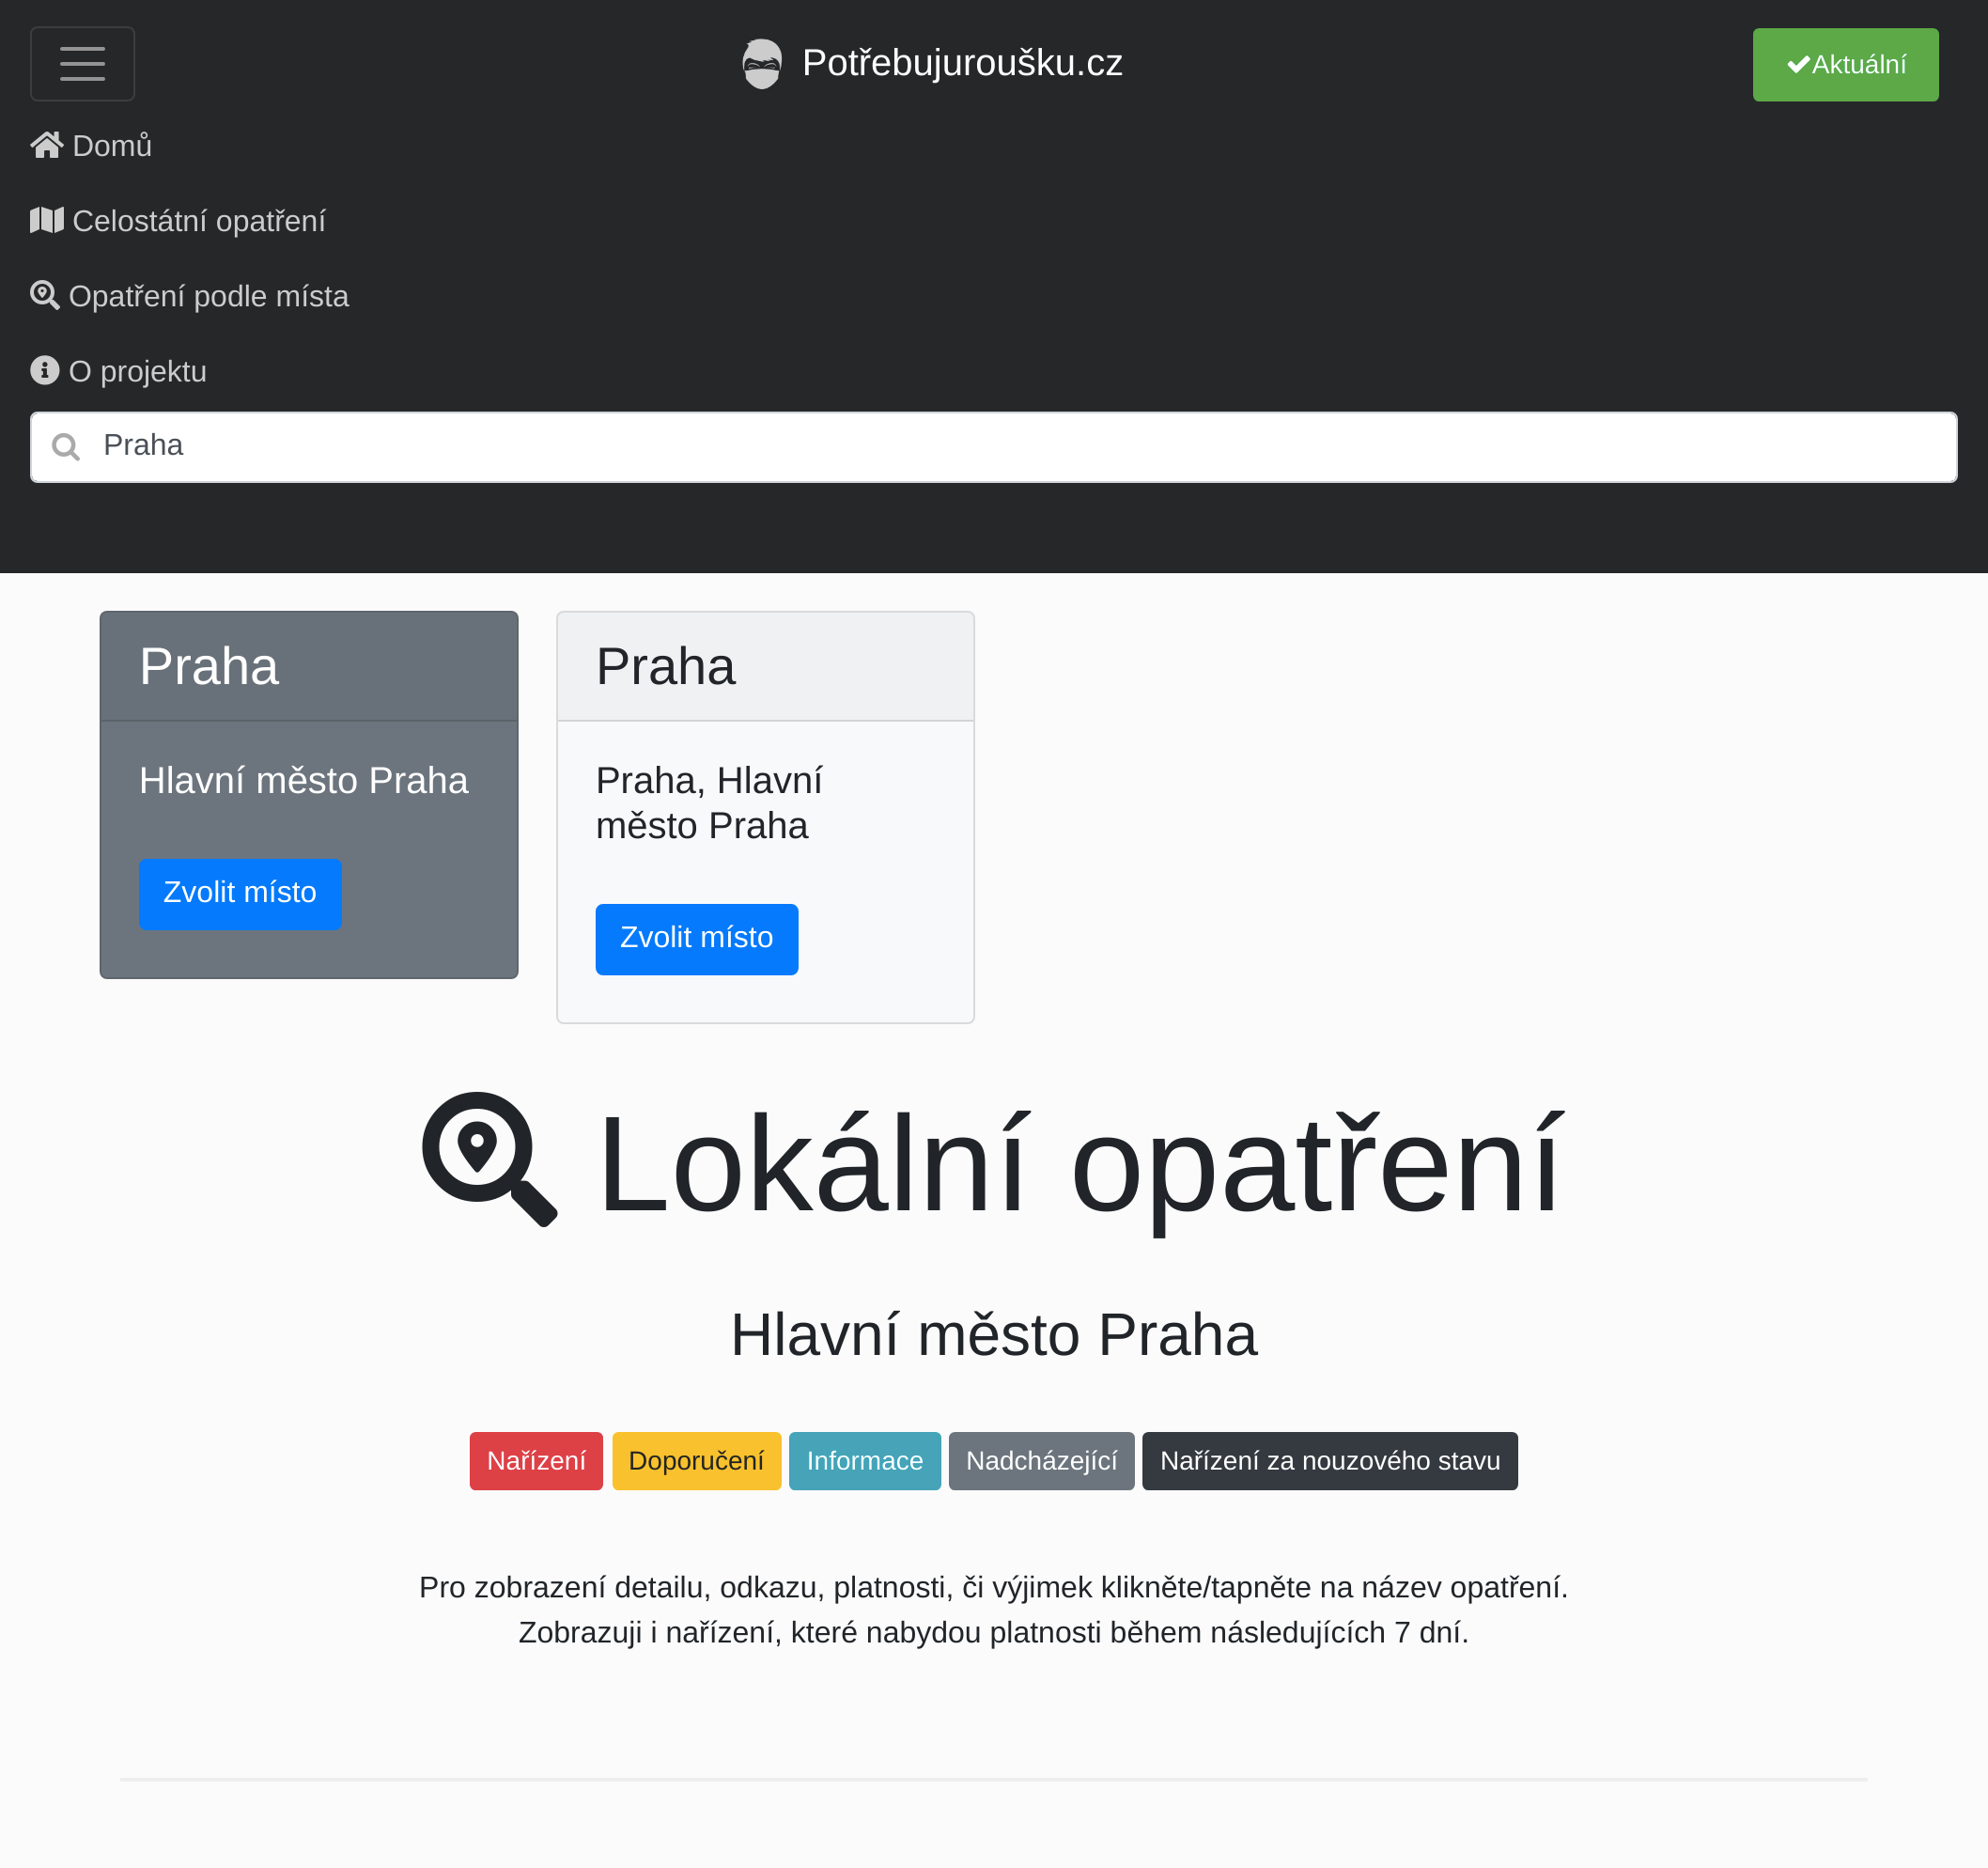 Potřebujuroušku.cz
Aktuální
Domů
Celostátní opatření
Opatření podle místa
O projektu
Praha
Praha
Hlavní město Praha
Zvolit místo
Praha
Praha, Hlavní
město Praha
Zvolit místo
Lokální opatření
Hlavní město Praha
Nařízení Doporučení Informace Nadcházející Nařízení za nouzového stavu
Pro zobrazení detailu, odkazu, platnosti, či výjimek klikněte/tapněte na název opatření.
Zobrazuji i nařízení, které nabydou platnosti během následujících 7 dní.